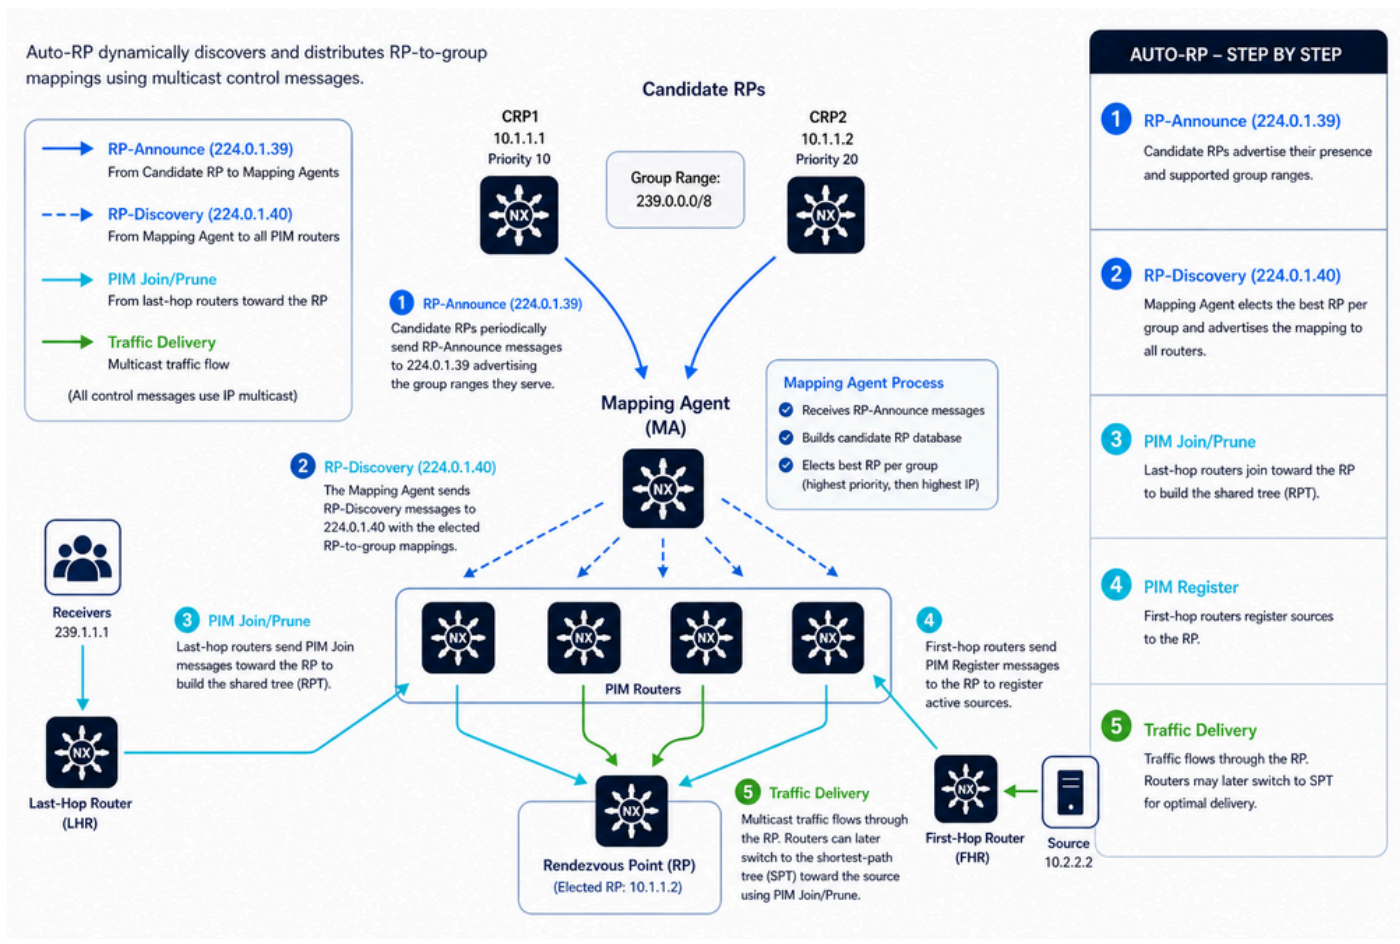 Auto-RP dynamically discovers and distributes RP-to-group
mappings using multicast control messages.
RP-Announce (224.0.1.39)
From Candidate RP to Mapping Agents
RP-Discovery (224.0.1.40)
From Mapping Agent to all PIM routers
PIM Join/Prune
From last-hop routers toward the RP
Traffic Delivery
Multicast traffic flow
(All control messages use IP multicast)
Candidate RPs
CRP1
10.1.1.1
Priority 10
NX
Group Range:
239.0.0.0/8
CRP2
10.1.1.2
Priority 20
NX
1 RP-Announce (224.0.1.39)
Candidate RPs periodically
send RP-Announce messages
to 224.0.1.39 advertising
the group ranges they serve.
Mapping Agent
(MA)
NX
Mapping Agent Process
Receives RP-Announce messages
Builds candidate RP database
Elects best RP per group
(highest priority, then highest IP)
2 RP-Discovery (224.0.1.40)
The Mapping Agent sends
RP-Discovery messages to
224.0.1.40 with the elected
RP-to-group mappings.
Receivers
239.1.1.1
3 PIM Join/Prune
Last-hop routers send PIM Join
messages toward the RP to
build the shared tree (RPT).
NX
NX
NX
NX
PIM Routers
4
First-hop routers send
PIM Register messages
to the RP to register
active sources.
NX
Last-Hop Router
(LHR)
NX
Rendezvous Point (RP)
(Elected RP: 10.1.1.2)
5 Traffic Delivery
Multicast traffic flows through
the RP. Routers can later
switch to the shortest-path
tree (SPT) toward the source
using PIM Join/Prune.
NX
First-Hop Router
(FHR)
Source
10.2.2.2
AUTO-RP – STEP BY STEP
1 RP-Announce (224.0.1.39)
Candidate RPs advertise their presence
and supported group ranges.
2 RP-Discovery (224.0.1.40)
Mapping Agent elects the best RP per
group and advertises the mapping to
all routers.
3 PIM Join/Prune
Last-hop routers join toward the RP
to build the shared tree (RPT).
4 PIM Register
First-hop routers register sources
to the RP.
5 Traffic Delivery
Traffic flows through the RP.
Routers may later switch to SPT
for optimal delivery.